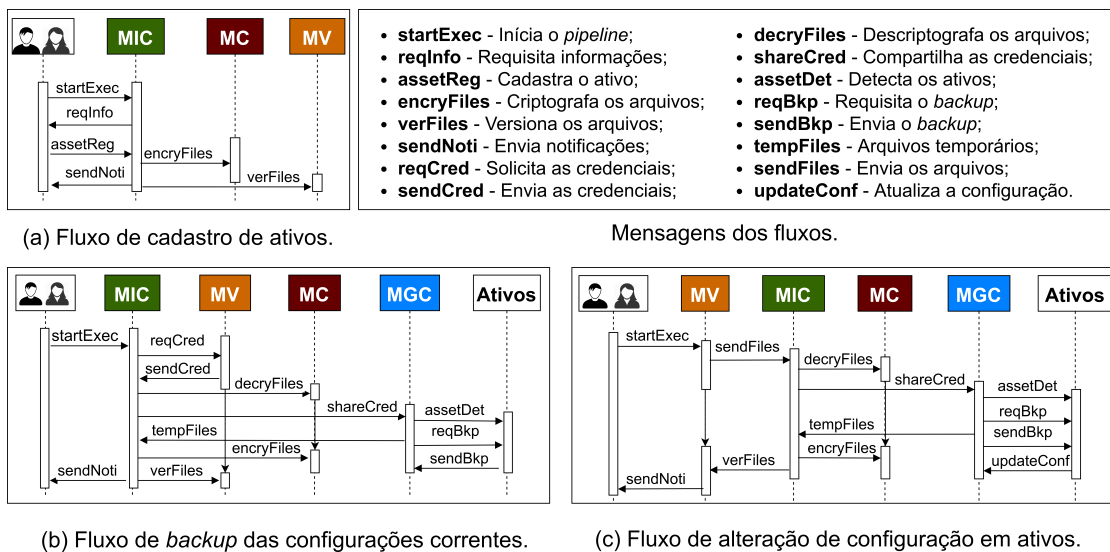 MIC MC MV
startExec
reqInfo
assetReg
encryFiles
sendNoti
verFiles
(a) Fluxo de cadastro de ativos.
• startExec - Inícia o pipeline;
• reqInfo - Requisita informações;
• assetReg - Cadastra o ativo;
• encryFiles - Criptografa os arquivos;
• verFiles - Versiona os arquivos;
• sendNoti - Envia notificações;
• reqCred - Solicita as credenciais;
• sendCred - Envia as credenciais;
• decryFiles - Descriptografa os arquivos;
• shareCred - Compartilha as credenciais;
• assetDet - Detecta os ativos;
• reqBkp - Requisita o backup;
• sendBkp - Envia o backup;
• tempFiles - Arquivos temporários;
• sendFiles - Envia os arquivos;
• updateConf - Atualiza a configuração.
Mensagens dos fluxos.
MIC MV MC MGC Ativos
startExec
reqCred
sendCred
decryFiles
shareCred
assetDet
tempFiles
reqBkp
encryFiles
sendBkp
sendNoti
verFiles
(b) Fluxo de backup das configurações correntes.
MV MIC MC MGC Ativos
startExec
sendFiles
decryFiles
shareCred
assetDet
reqBkp
tempFiles
sendBkp
encryFiles
verFiles
updateConf
sendNoti
(c) Fluxo de alteração de configuração em ativos.